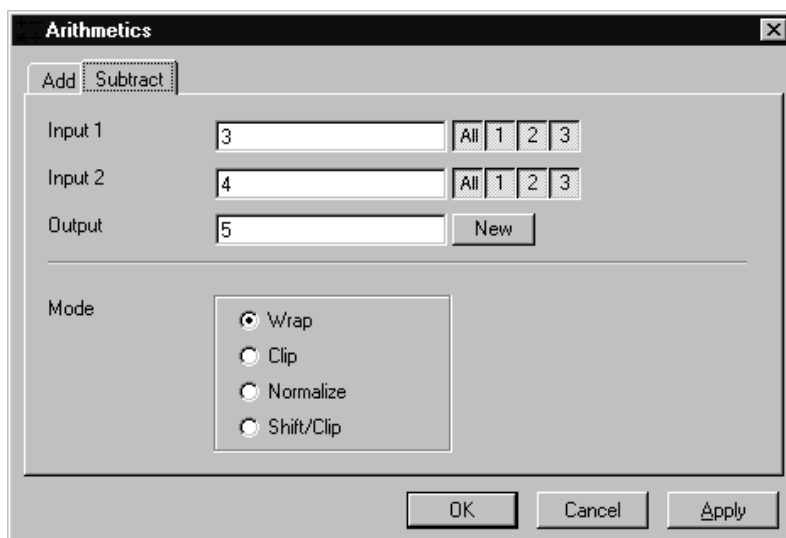 Arithmetics
Add Subtract
Input 1 3 All 1 2 3
Input 2 4 All 1 2 3
Output 5 New
Mode
Wrap
Clip
Normalize
Shift/Clip
OK Cancel Apply